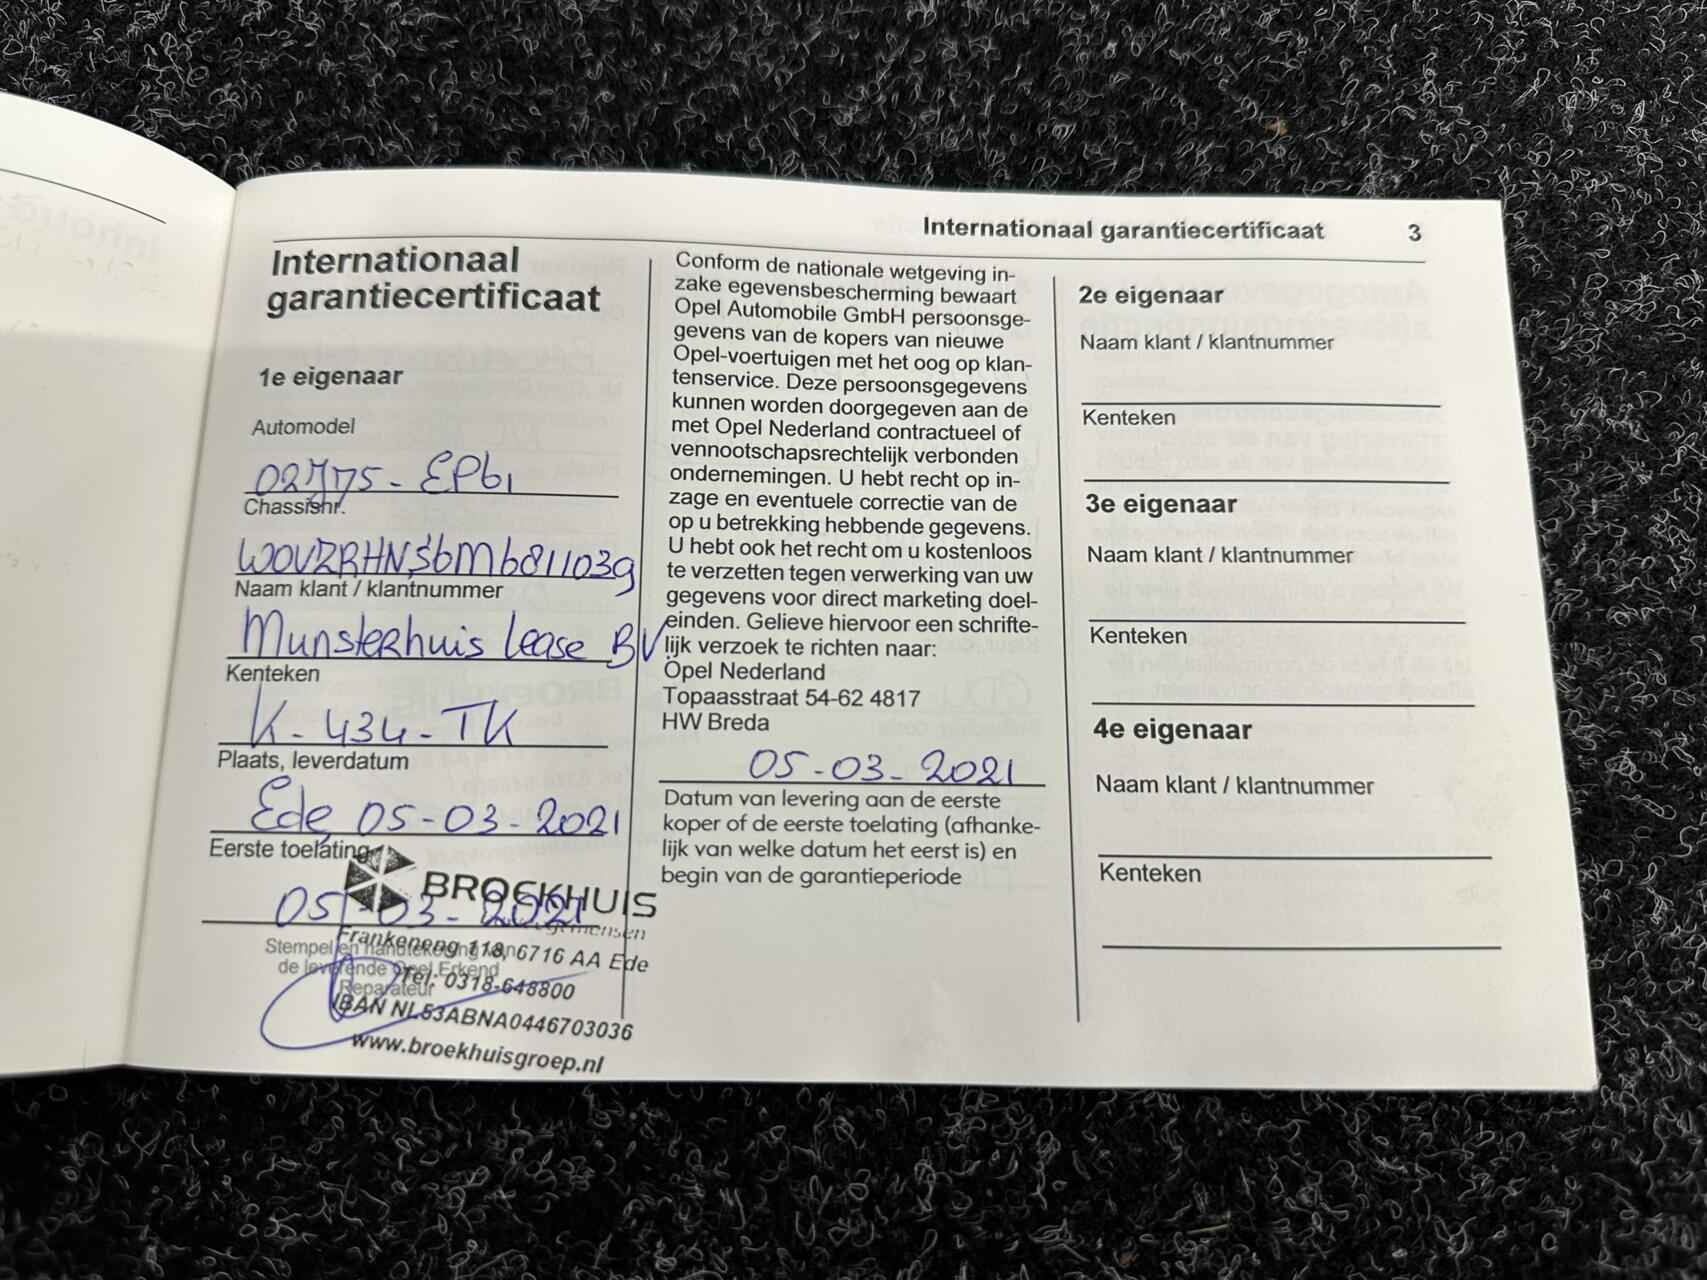 Internationaal garantiecertificaat 3
Internationaal
garantiecertificaat
1e eigenaar
Automodel
Chassisnr.
W0VZRHNS6M6811039
Naam klant / klantnummer
Munsterhuis Lease BV
Kenteken
K-434-TK
Plaats, leverdatum
Ede 05-03-2021
Eerste toelating
05-03-2021
Stempel en handtekening van
de leverende Opel Erkend
Reparateur
BROEKHUIS
Frankeneng 118, 6716 AA Ede
Tel: 0318-648800
IBAN NL53ABNA0446703036
www.broekhuisgroep.nl
Conform de nationale wetgeving in-
zake egevensbescherming bewaart
Opel Automobile GmbH persoonsge-
gevens van de kopers van nieuwe
Opel-voertuigen met het oog op klan-
tenservice. Deze persoonsgegevens
kunnen worden doorgegeven aan de
met Opel Nederland contractueel of
vennootschapsrechtelijk verbonden
ondernemingen. U hebt recht op in-
zage en eventuele correctie van de
op u betrekking hebbende gegevens.
U hebt ook het recht om u kostenloos
te verzetten tegen verwerking van uw
gegevens voor direct marketing doel-
einden. Gelieve hiervoor een schrifte-
lijk verzoek te richten naar:
Opel Nederland
Topaasstraat 54-62 4817
HW Breda
05-03-2021
Datum van levering aan de eerste
koper of de eerste toelating (afhanke-
lijk van welke datum het eerst is) en
begin van de garantieperiode
2e eigenaar
Naam klant / klantnummer
Kenteken
3e eigenaar
Naam klant / klantnummer
Kenteken
4e eigenaar
Naam klant / klantnummer
Kenteken